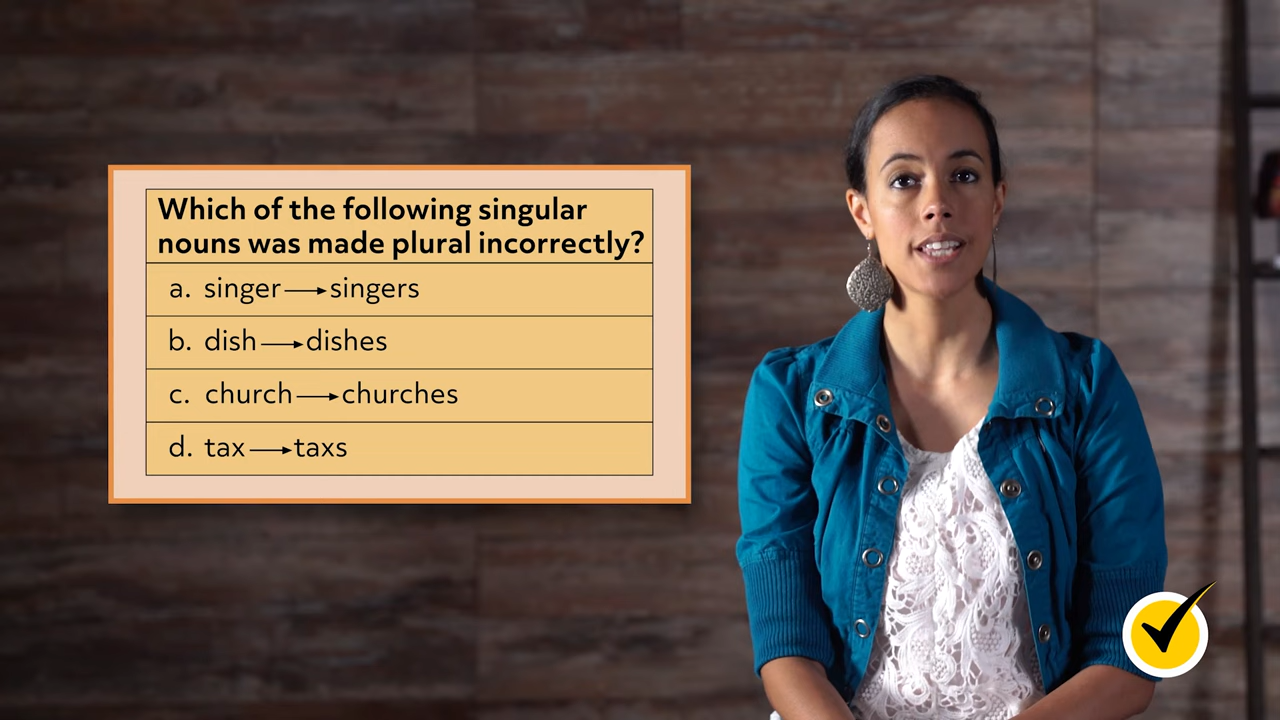 Which of the following singular
nouns was made plural incorrectly?
a. singer⟶singers
b. dish⟶dishes
c. church⟶churches
d. tax⟶taxs